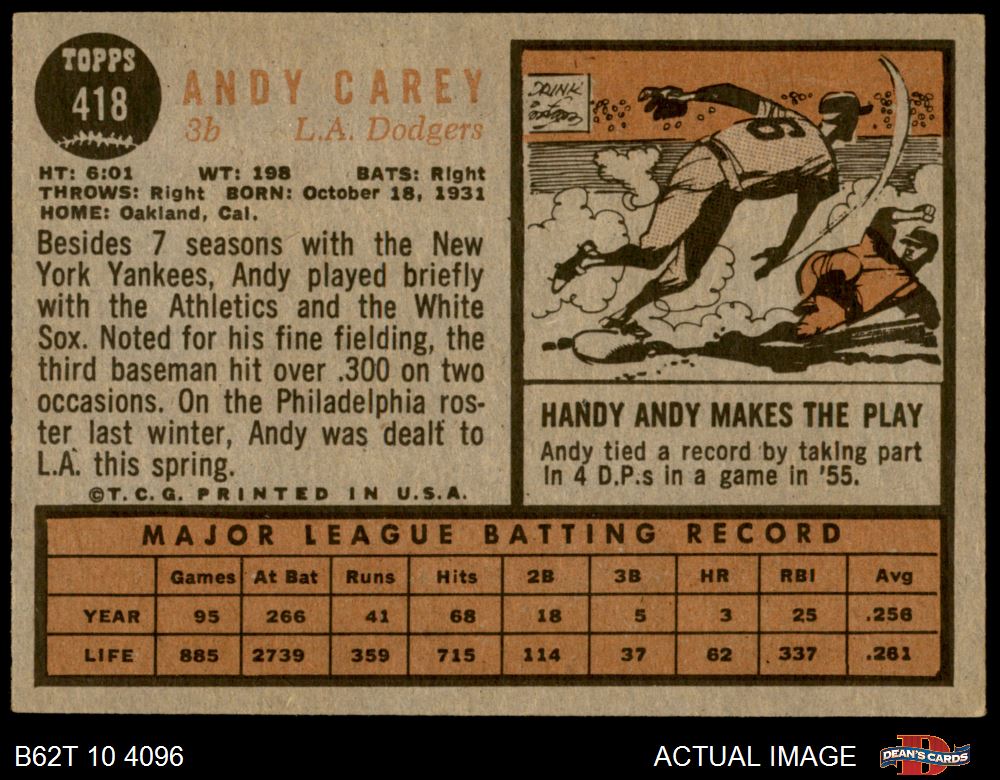 TOPPS
418
ANDY CAREY
3b L.A. Dodgers
HT: 6:01 WT: 198 BATS: Right
THROWS: Right BORN: October 18, 1931
HOME: Oakland, Cal.
Besides 7 seasons with the New
York Yankees, Andy played briefly
with the Athletics and the White
Sox. Noted for his fine fielding, the
third baseman hit over .300 on two
occasions. On the Philadelphia ros-
ter last winter, Andy was dealt to
L.A. this spring.
©T.C.G. PRINTED IN U.S.A.
DRINK
6
HANDY ANDY MAKES THE PLAY
Andy tied a record by taking part
in 4 D.P.s in a game in '55.
MAJOR LEAGUE BATTING RECORD
Games At Bat Runs Hits 2B 3B HR RBI Avg
YEAR 95 266 41 68 18 5 3 25 .256
LIFE 885 2739 359 715 114 37 62 337 .261
B62T 10 4096 ACTUAL IMAGE
DEAN'S CARDS